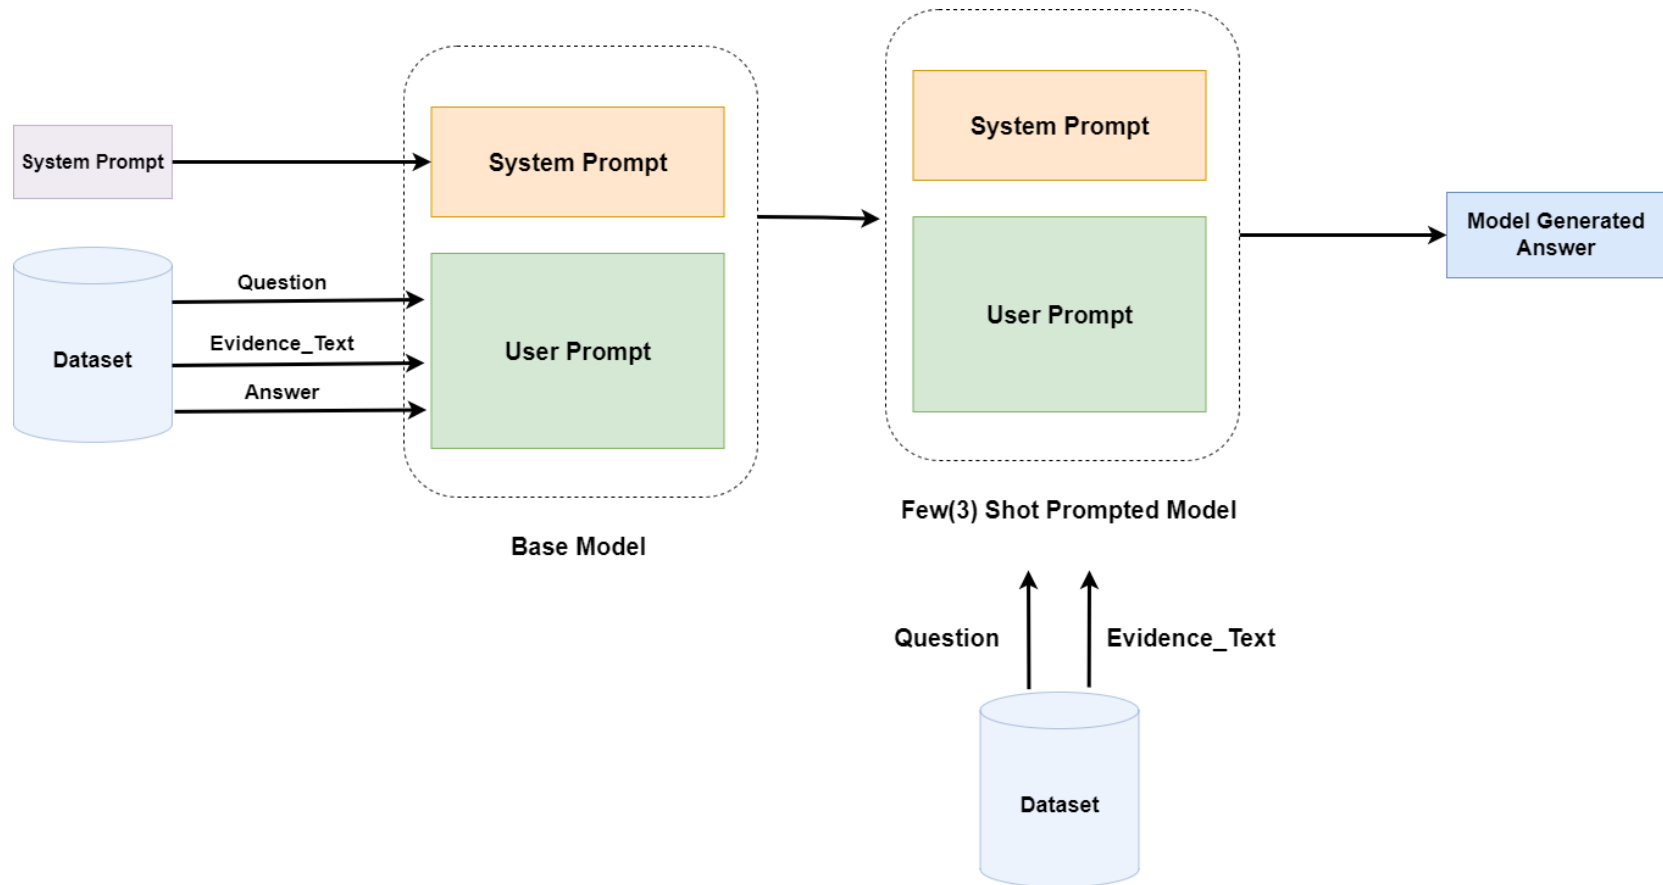 System Prompt
Dataset
Question
Evidence_Text
Answer
System Prompt
User Prompt
Base Model
System Prompt
User Prompt
Few(3) Shot Prompted Model
Question
Evidence_Text
Dataset
Model Generated
Answer